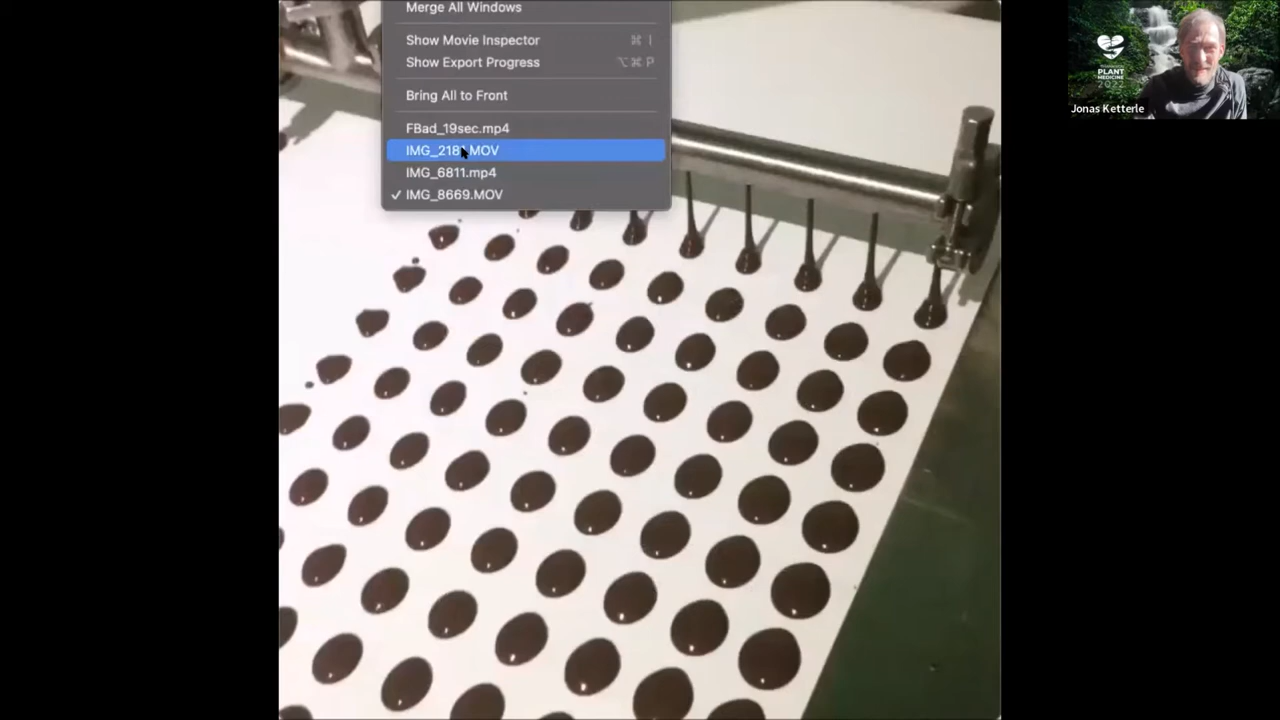 Merge All Windows
Show Movie Inspector ⌘ I
Show Export Progress ⌥⌘ P
Bring All to Front
FBad_19sec.mp4
IMG_6811.mp4
✓ IMG_8669.MOV
PLANT
MEDICINE
Jonas Ketterle